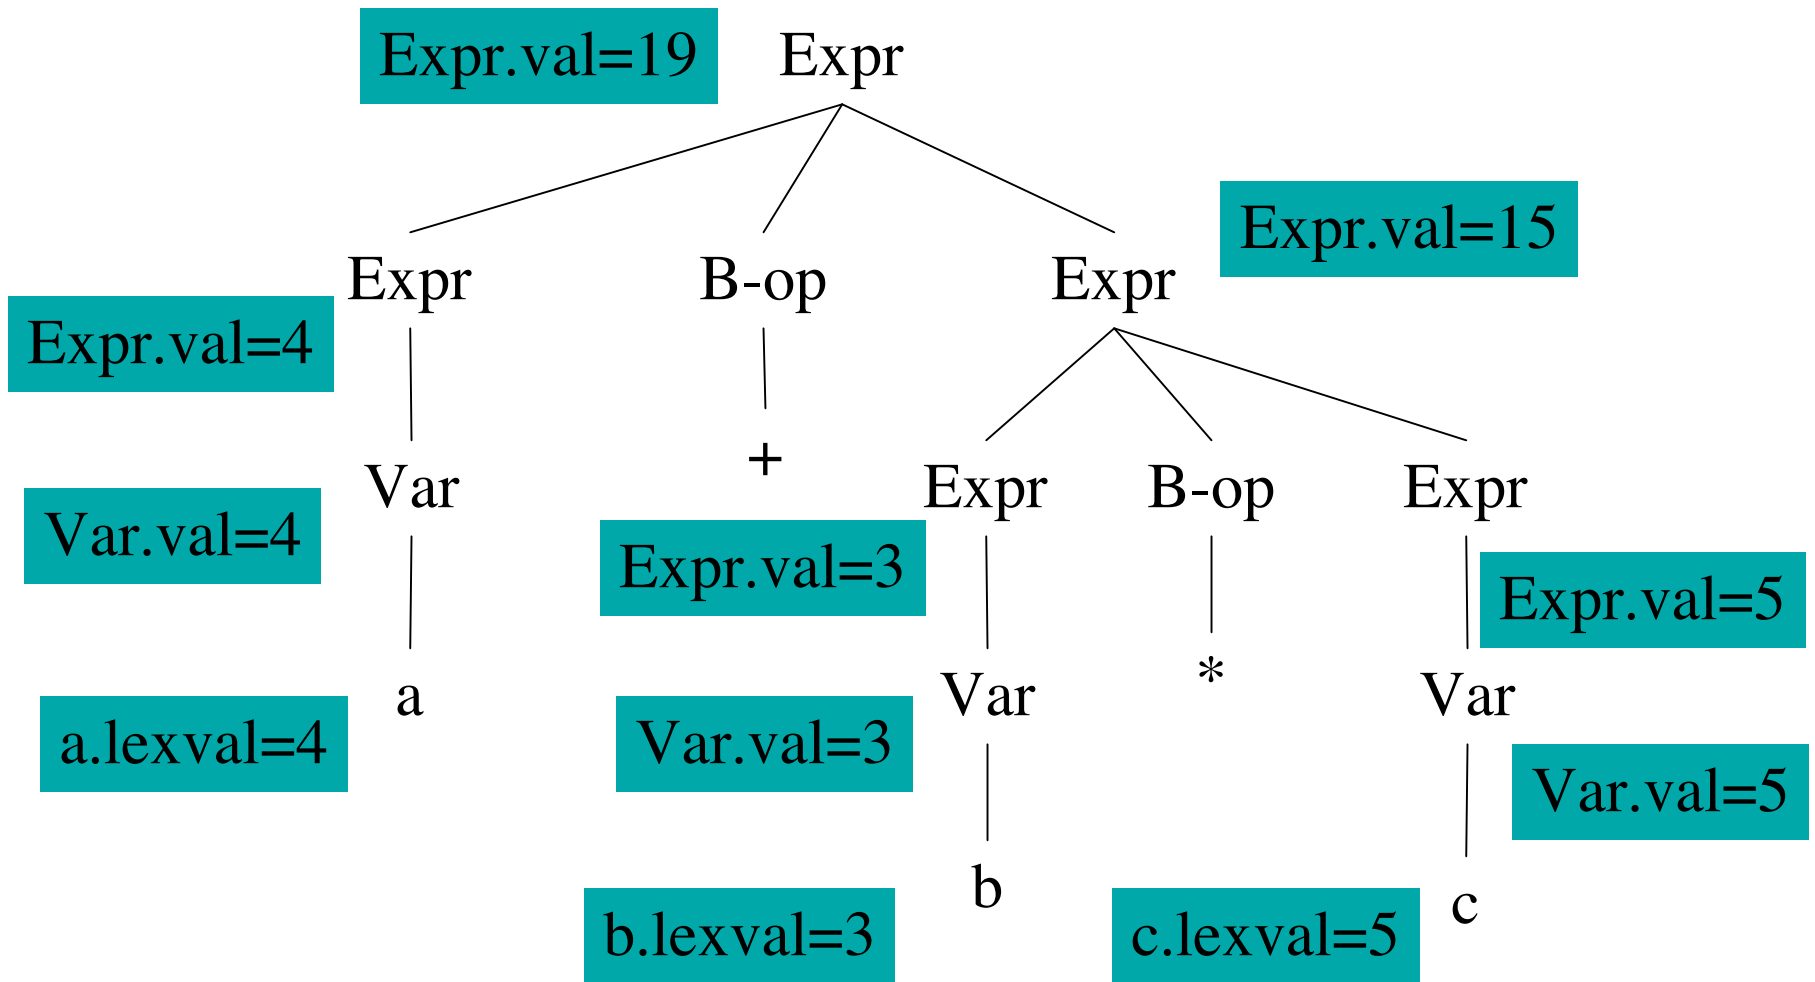 Expr.val=19
Expr
Expr.val=15
Expr
B-op
Expr
Expr.val=4
+
Var
Expr
B-op
Expr
Var.val=4
Expr.val=3
Expr.val=5
a
Var
*
Var
a.lexval=4
Var.val=3
Var.val=5
b
c
b.lexval=3
c.lexval=5